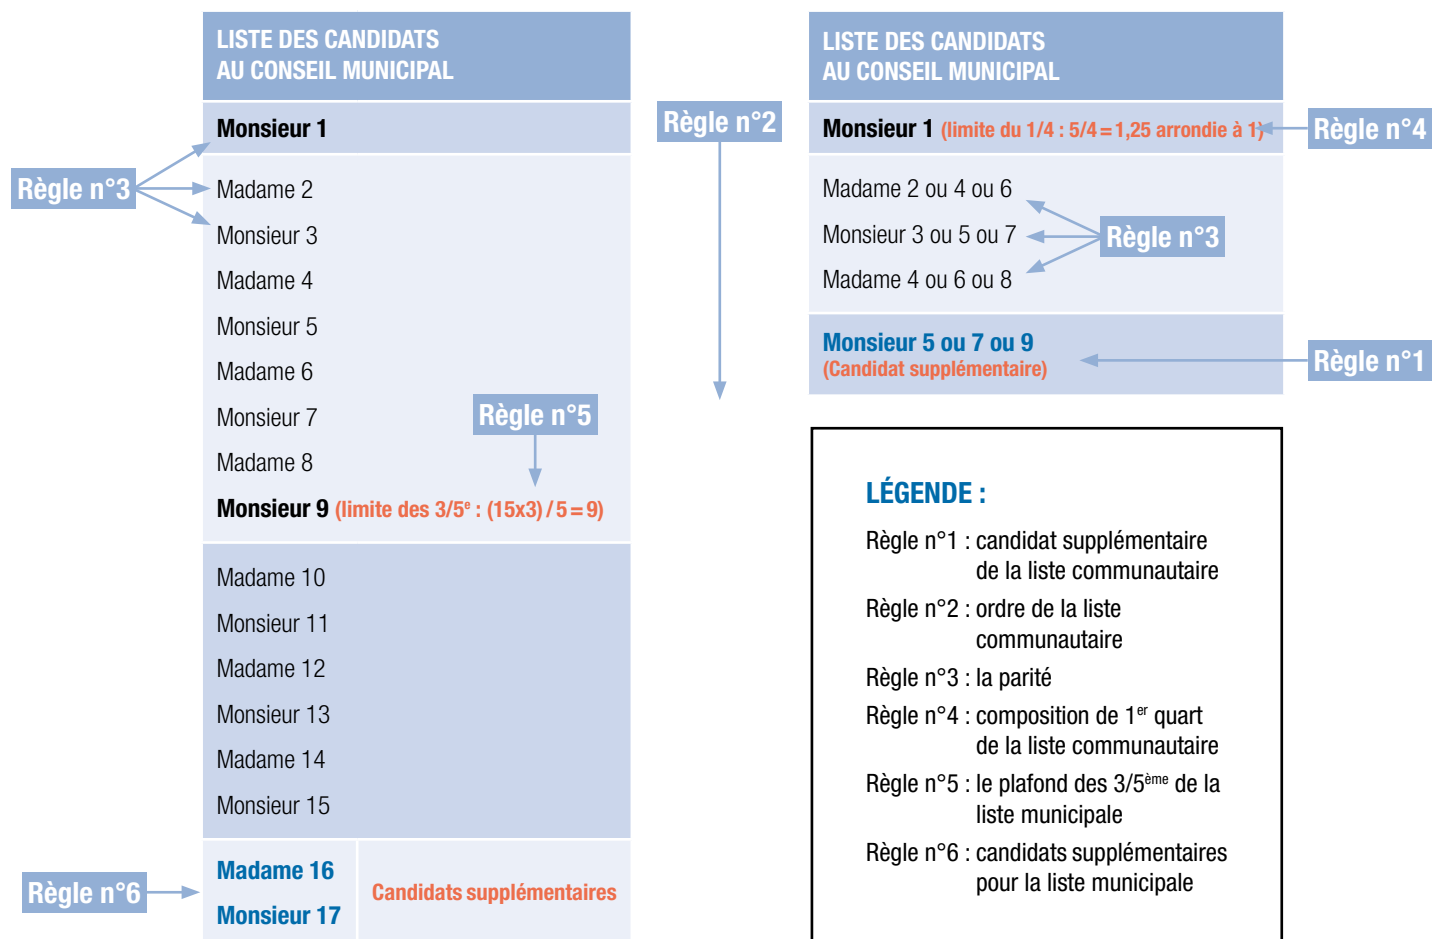 LISTE DES CANDIDATS
AU CONSEIL MUNICIPAL
Monsieur 1
Règle n°3
Madame 2
Monsieur 3
Madame 4
Monsieur 5
Madame 6
Monsieur 7
Règle n°5
Madame 8
Monsieur 9 (limite des 3/5e : (15x3) / 5 = 9)
Madame 10
Monsieur 11
Madame 12
Monsieur 13
Madame 14
Monsieur 15
Règle n°6
Madame 16
Monsieur 17
Candidats supplémentaires
Règle n°2
LISTE DES CANDIDATS
AU CONSEIL MUNICIPAL
Monsieur 1 (limite du 1/4 : 5/4 = 1,25 arrondie à 1)
Règle n°4
Madame 2 ou 4 ou 6
Monsieur 3 ou 5 ou 7
Règle n°3
Madame 4 ou 6 ou 8
Monsieur 5 ou 7 ou 9
(Candidat supplémentaire)
Règle n°1
LÉGENDE :
Règle n°1 : candidat supplémentaire
de la liste communautaire
Règle n°2 : ordre de la liste
communautaire
Règle n°3 : la parité
Règle n°4 : composition de 1er quart
de la liste communautaire
Règle n°5 : le plafond des 3/5ème de la
liste municipale
Règle n°6 : candidats supplémentaires
pour la liste municipale